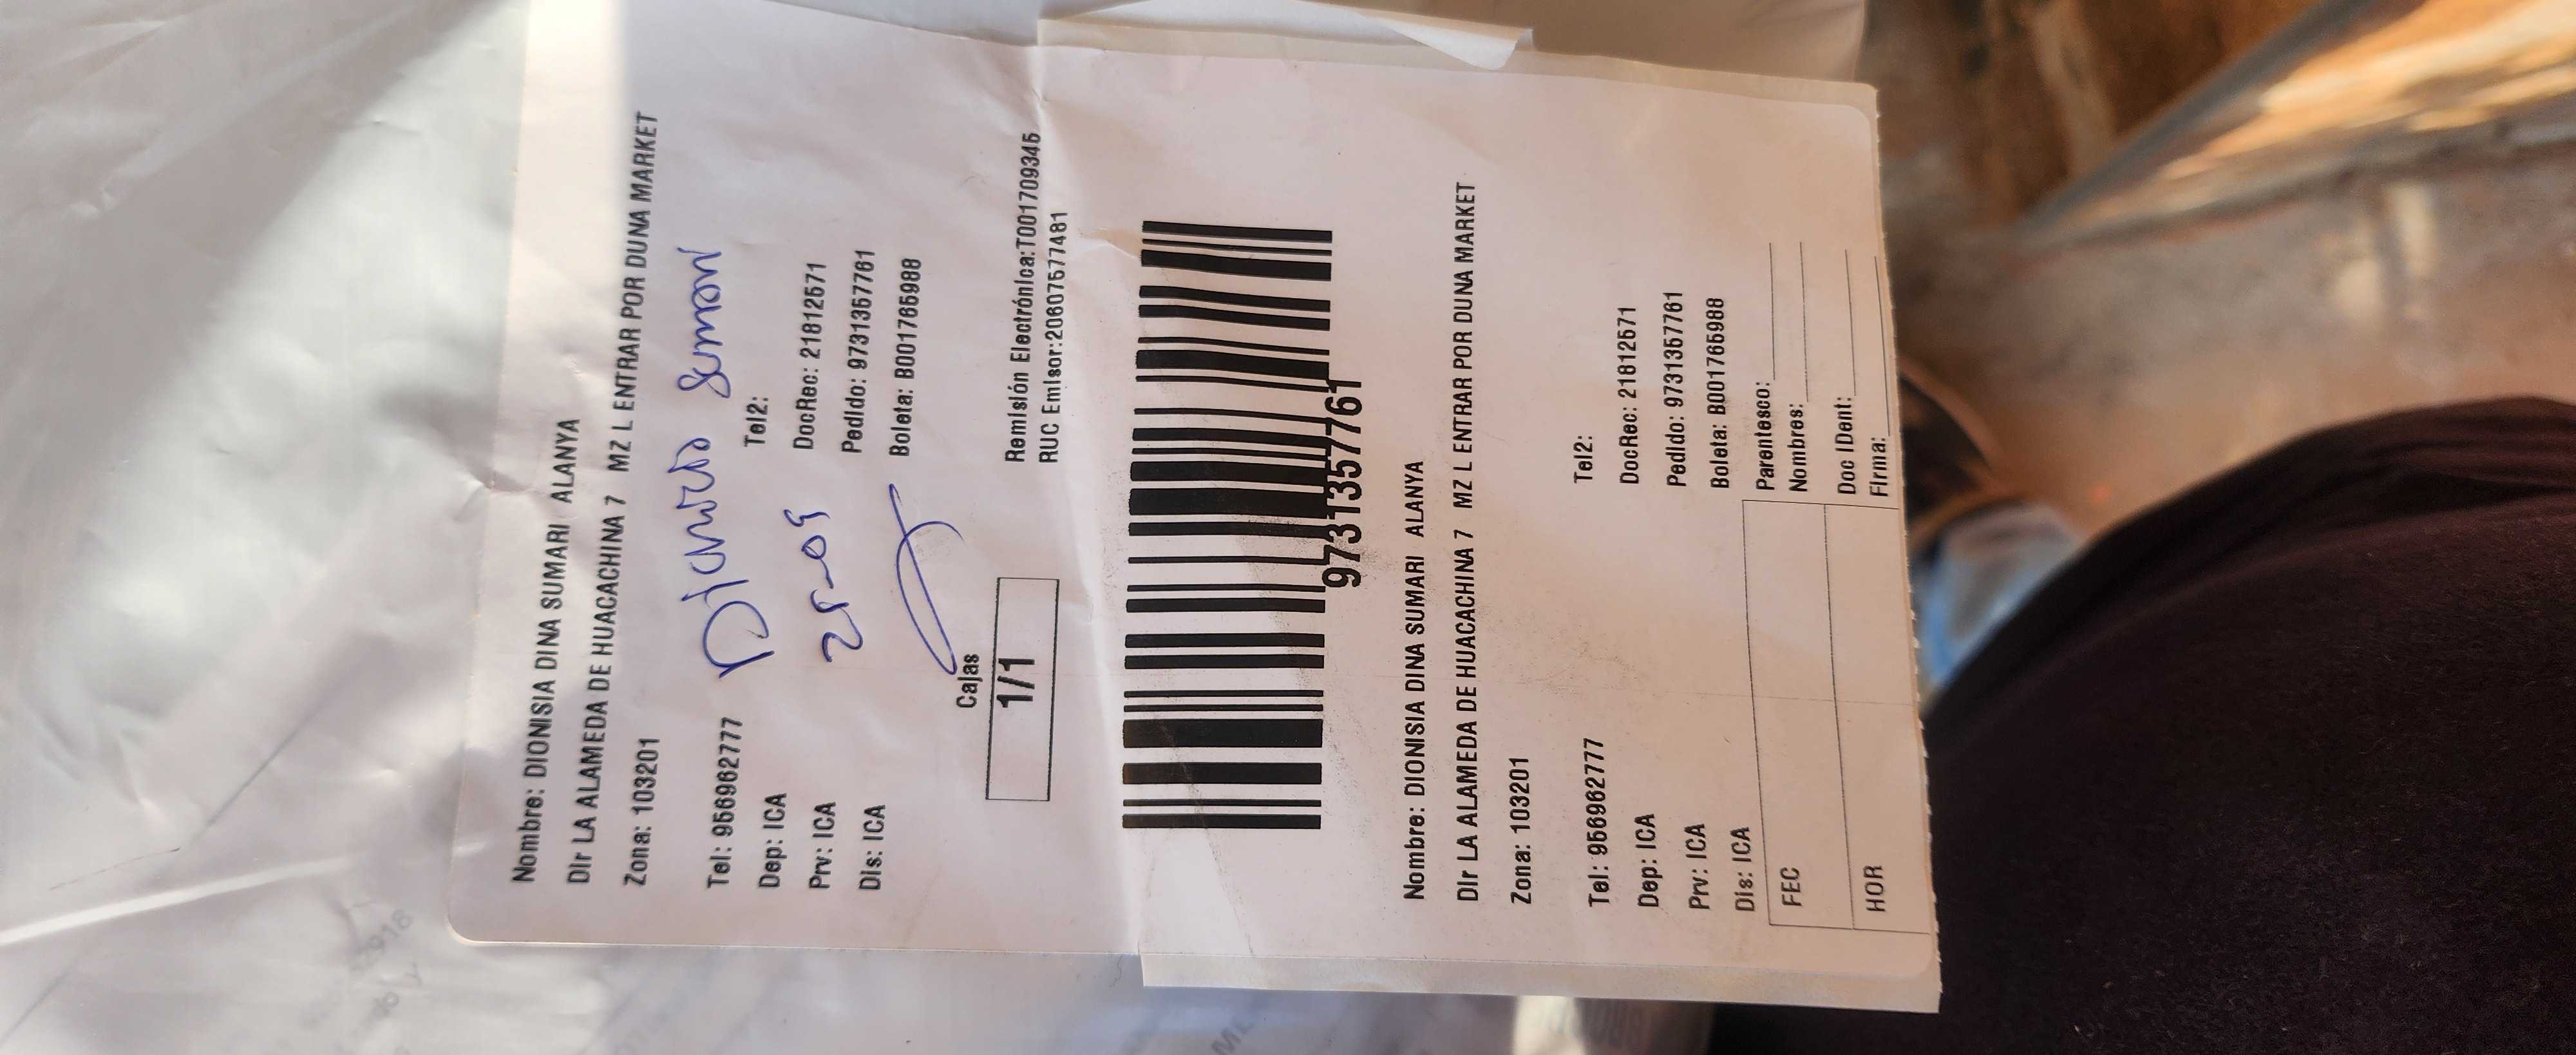 Nombre: DIONISIA DINA SUMARI ALANYA
Dir LA ALAMEDA DE HUACACHINA 7 MZ L ENTRAR POR DUNA MARKET
Zona: 103201
Dionicio Sumari
Tel: 956962777 Tel2:
Dep: ICA DocRec: 21812571
25-09
Prv: ICA Pedido: 9731357761
Dis: ICA Boleta: B001765988
Cajas
1/1
Remisión Electrónica:T001709345
RUC Emisor:20607577481
9731357761
Nombre: DIONISIA DINA SUMARI ALANYA
Dir LA ALAMEDA DE HUACACHINA 7 MZ L ENTRAR POR DUNA MARKET
Zona: 103201
Tel: 956962777 Tel2:
Dep: ICA DocRec: 21812571
Prv: ICA Pedido: 9731357761
Dis: ICA Boleta: B001765988
FEC Parentesco:
Nombres:
HOR Doc IDent:
Firma: